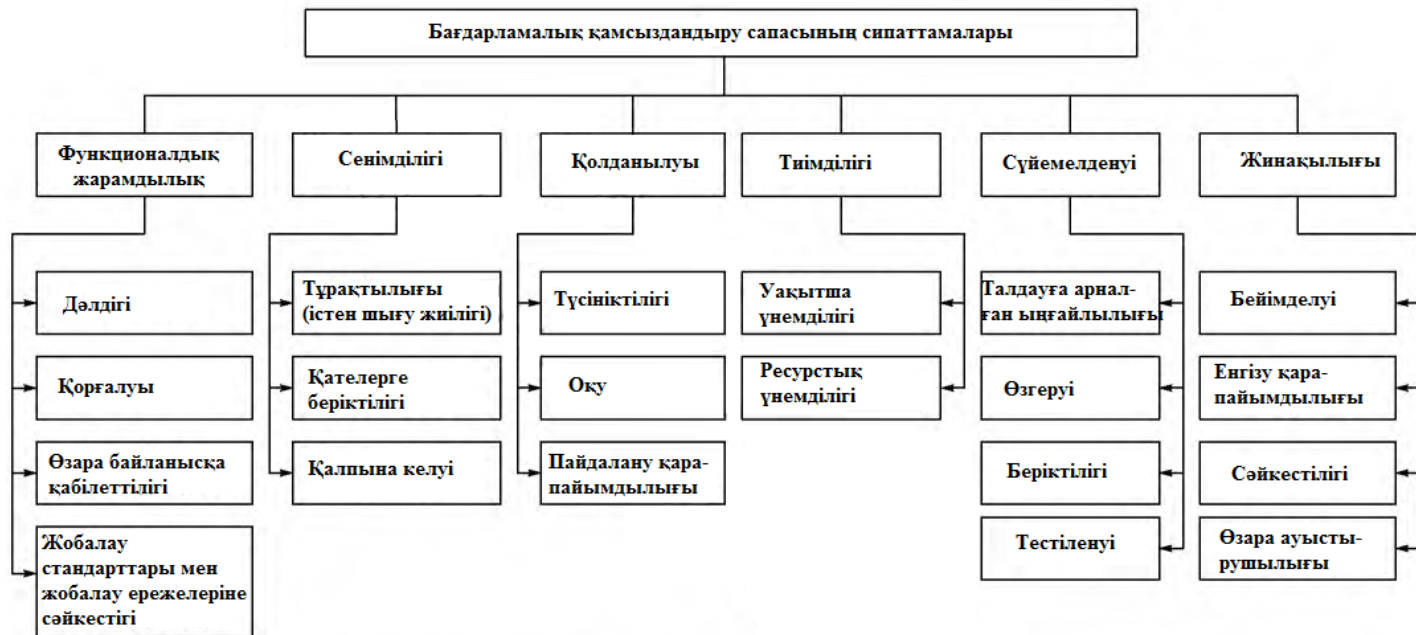 Бағдарламалық қамсыздандыру сапасының сипаттамалары
Функционалдық
жарамдылық
Сенімділігі
Қолданылуы
Тиімділігі
Сүйемелденуі
Жинақылығы
Дәлдігі
Қорғалуы
Өзара байланысқа
қабілеттілігі
Жобалау
стандарттары мен
жобалау ережелеріне
сәйкестігі
Тұрақтылығы
(істен шығу жиілігі)
Қателерге
беріктілігі
Қалпына келуі
Түсініктілігі
Оқу
Пайдалану қара-
пайымдылығы
Уақытша
үнемділігі
Ресурстық
үнемділігі
Талдауға арнал-
ған ыңғайлылығы
Өзгеруі
Беріктілігі
Тестіленуі
Бейімделуі
Енгізу қара-
пайымдылығы
Сәйкестілігі
Өзара ауысты-
рушылығы